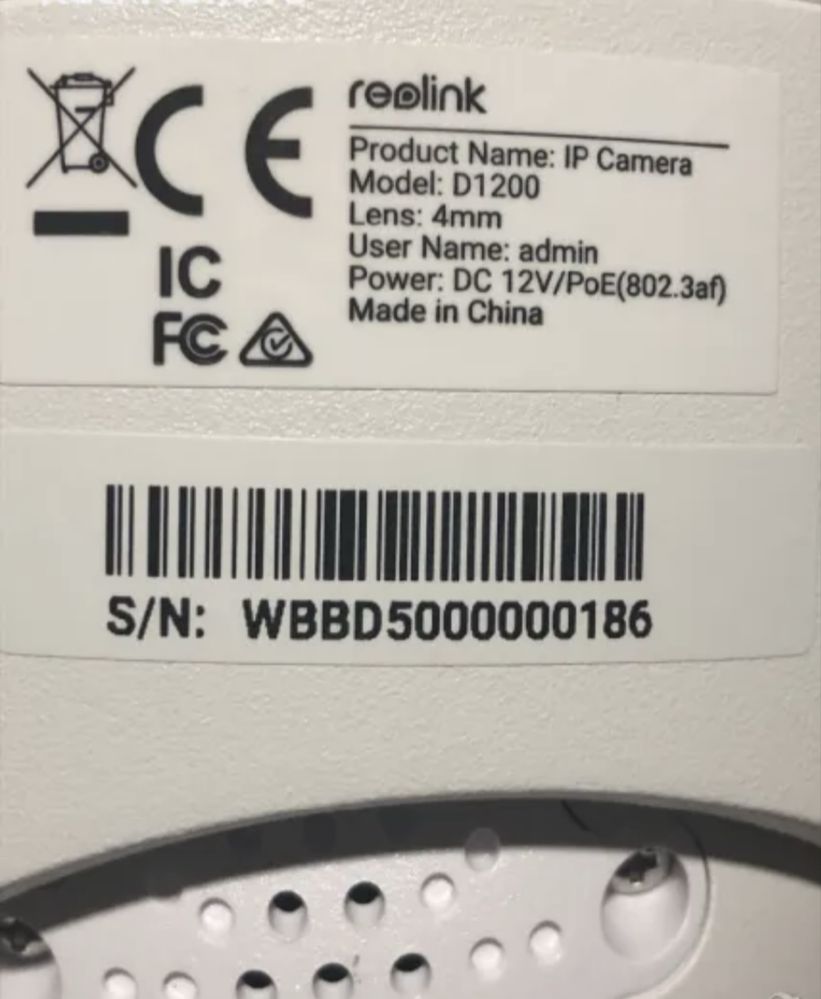 CE
reolink
Product Name: IP Camera
Model: D1200
Lens: 4mm
User Name: admin
Power: DC 12V/PoE(802.3af)
Made in China
IC
FC
S/N: WBBD5000000186